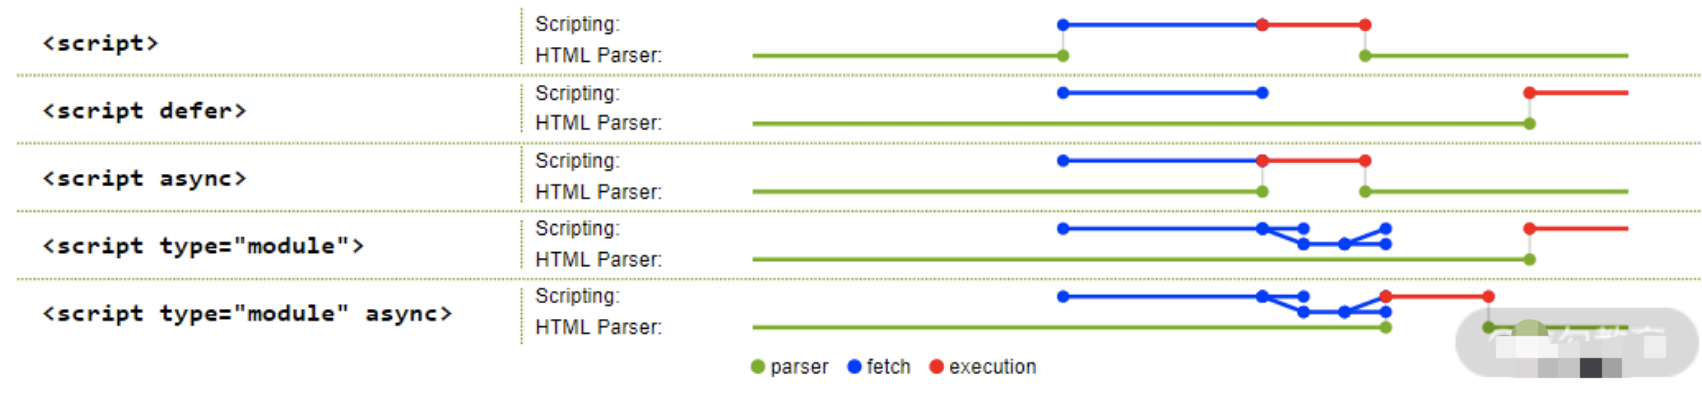 <script>
Scripting:
HTML Parser:
<script defer>
Scripting:
HTML Parser:
<script async>
Scripting:
HTML Parser:
<script type="module">
Scripting:
HTML Parser:
<script type="module" async>
Scripting:
HTML Parser:
parser fetch execution